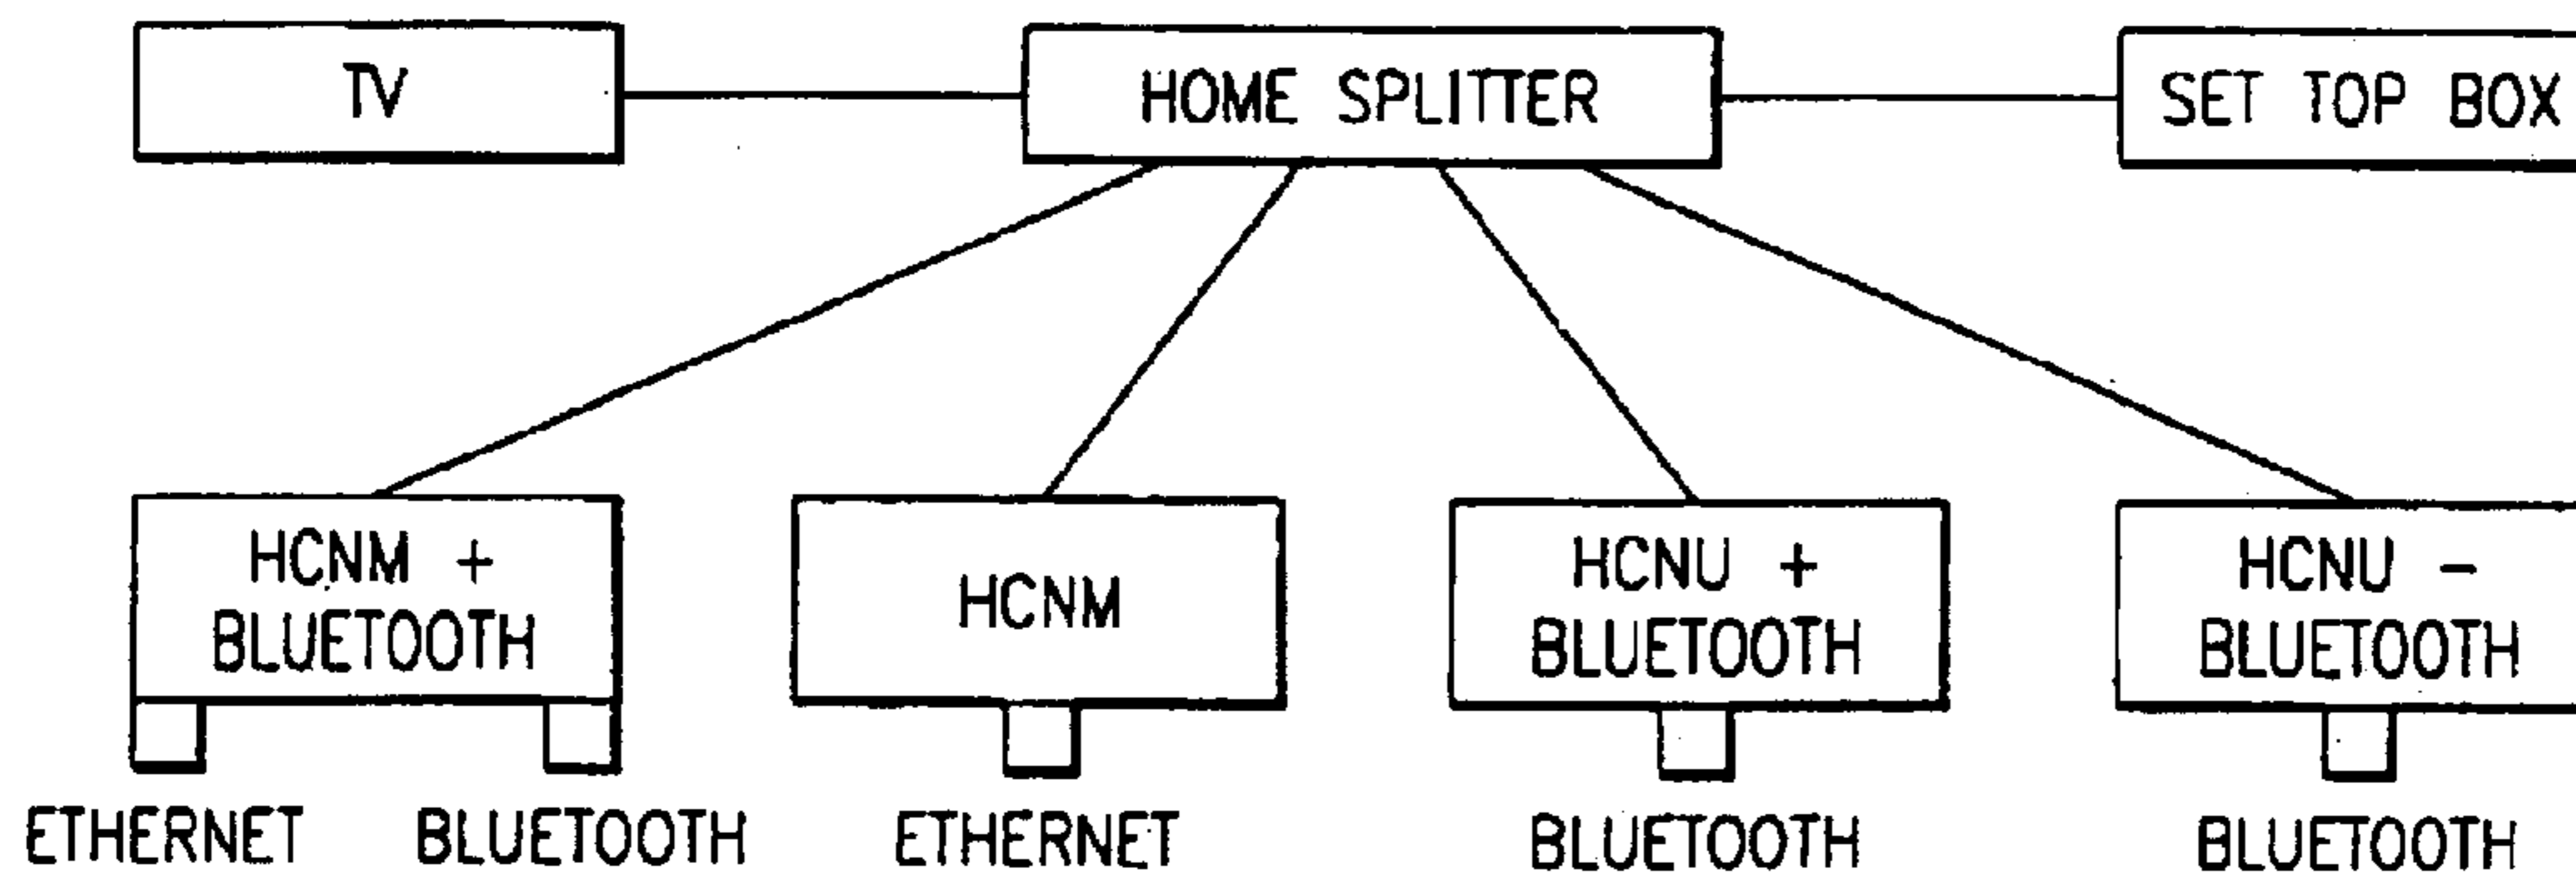 TV
HOME SPLITTER
SET TOP BOX
HCNM +
BLUETOOTH
HCNM
HCNU +
BLUETOOTH
HCNU -
BLUETOOTH
ETHERNET
BLUETOOTH
ETHERNET
BLUETOOTH
BLUETOOTH